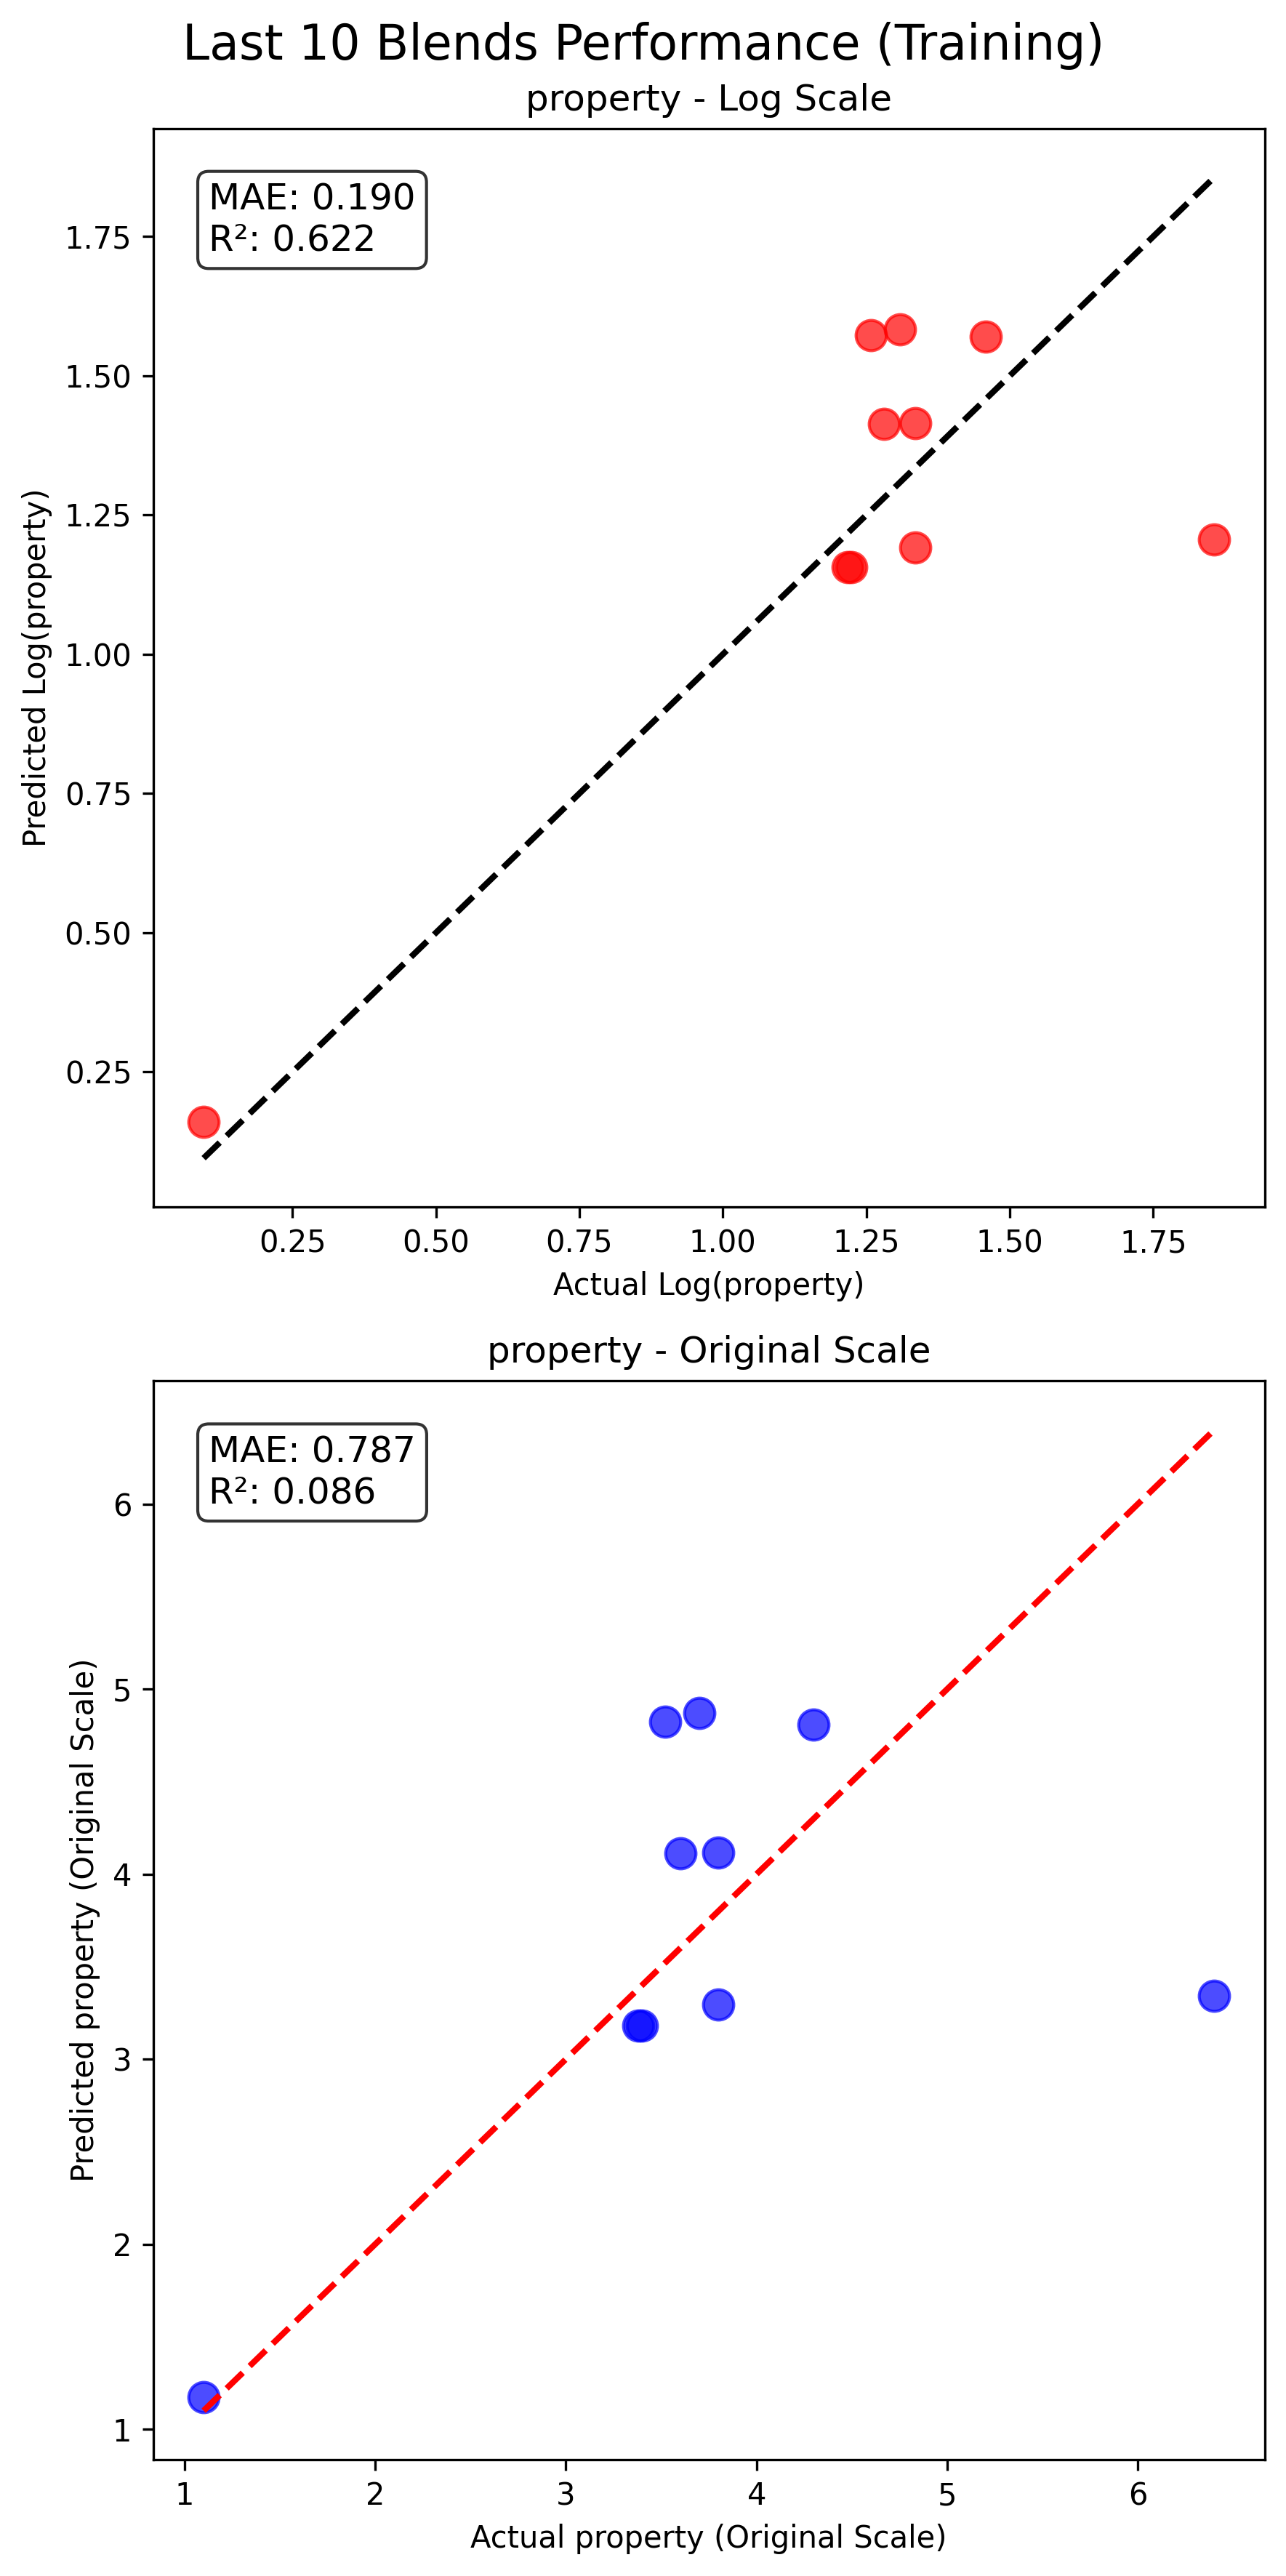 Last 10 Blends Performance (Training)
property - Log Scale
MAE: 0.190
R²: 0.622
1.75
1.50
1.25
1.00
0.75
0.50
0.25
Predicted Log(property)
0.25 0.50 0.75 1.00 1.25 1.50 1.75
Actual Log(property)
property - Original Scale
MAE: 0.787
R²: 0.086
6
5
4
3
2
1
Predicted property (Original Scale)
1 2 3 4 5 6
Actual property (Original Scale)